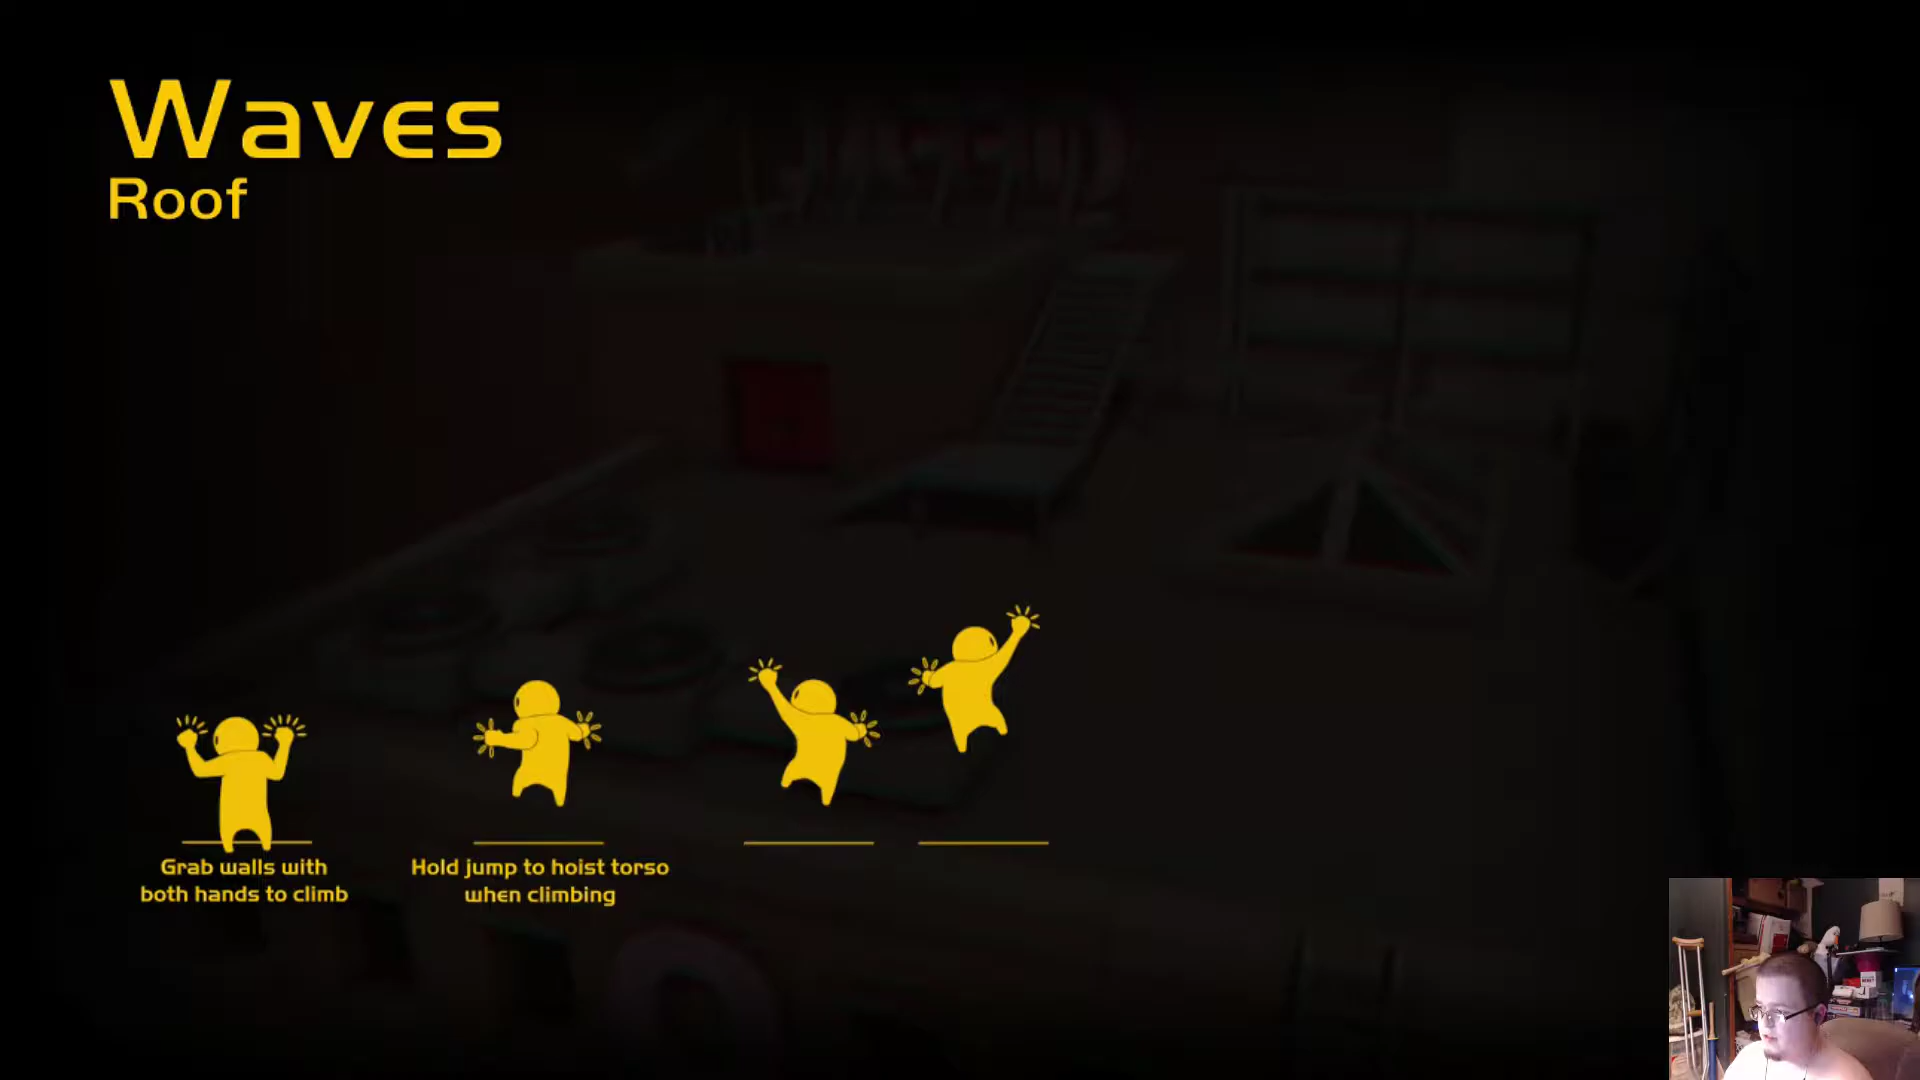 Waves
Roof
Grab walls with
both hands to climb
Hold jump to hoist torso
when climbing